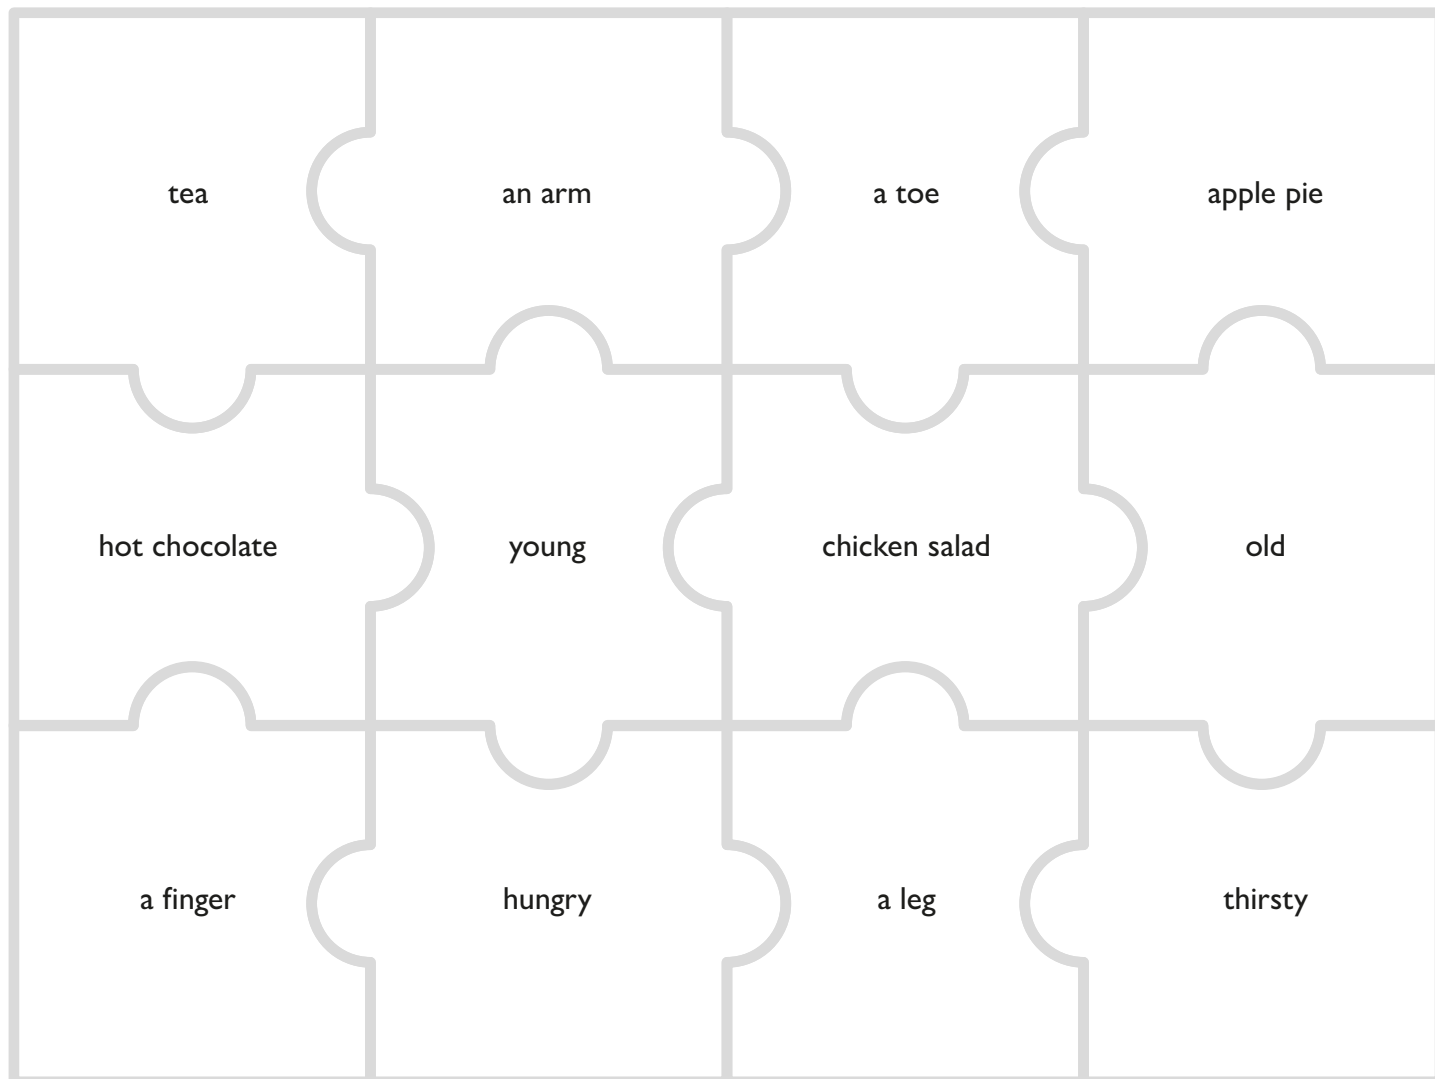 tea
an arm
a toe
apple pie
hot chocolate
young
chicken salad
old
a finger
hungry
a leg
thirsty